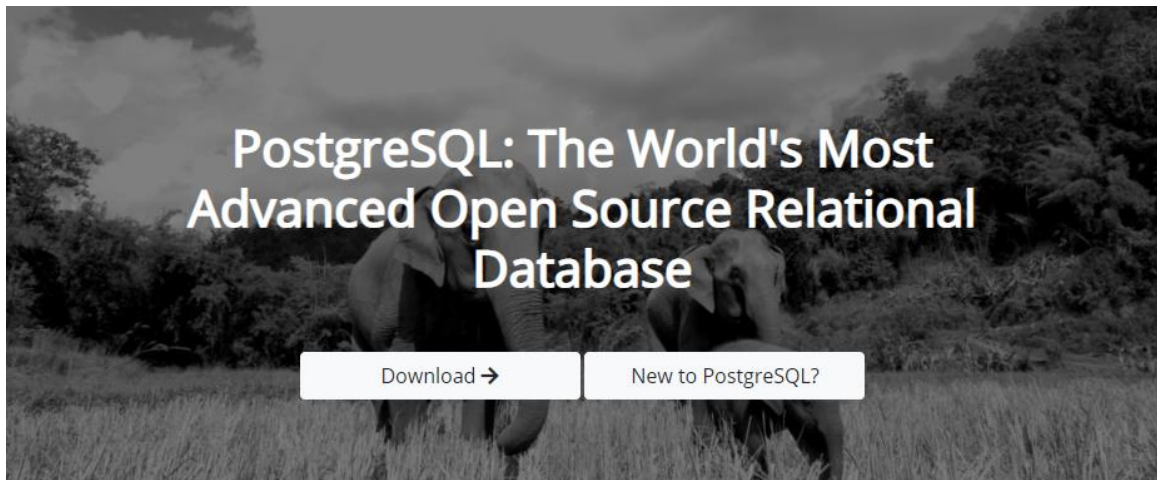 PostgreSQL: The World's Most
Advanced Open Source Relational
Database
Download →
New to PostgreSQL?